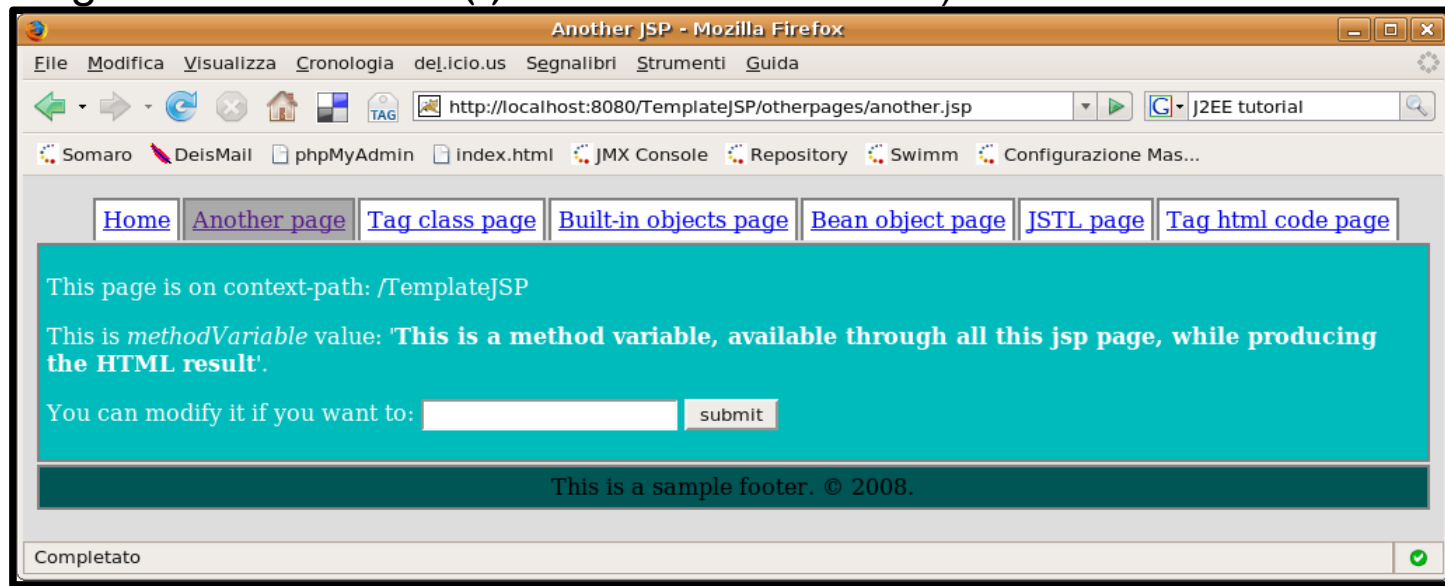 Another JSP - Mozilla Firefox
File Modifica Visualizza Cronologia del.icio.us Segnalibri Strumenti Guida
TAG http://localhost:8080/TemplateJSP/otherpages/another.jsp G J2EE tutorial
Somaro DeisMail phpMyAdmin index.html JMX Console Repository Swimm Configurazione Mas...
Home Another page Tag class page Built-in objects page Bean object page JSTL page Tag html code page
This page is on context-path: /TemplateJSP
This is methodVariable value: 'This is a method variable, available through all this jsp page, while producing
the HTML result'.
You can modify it if you want to: submit
This is a sample footer. © 2008.
Completato